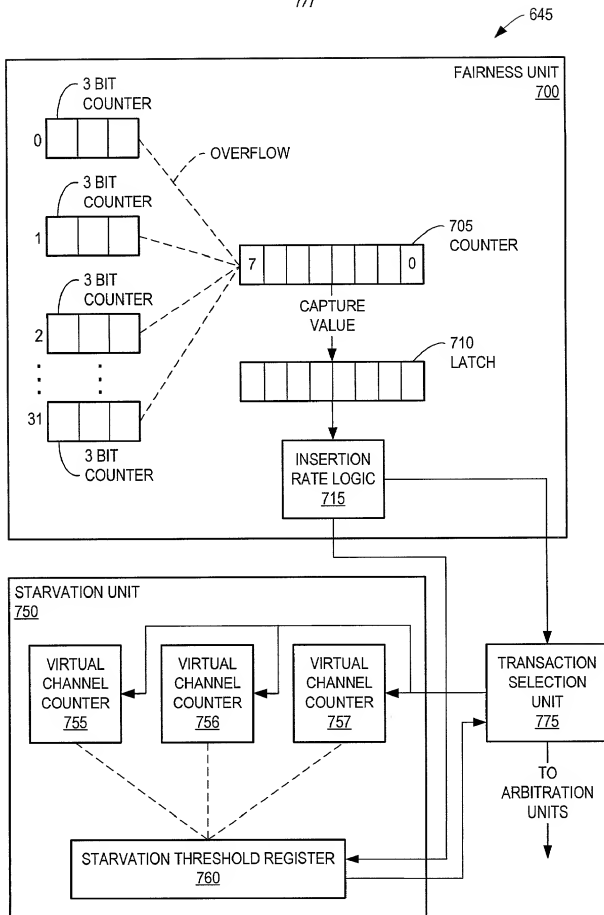 645
FAIRNESS UNIT
700
3 BIT
COUNTER
0
OVERFLOW
3 BIT
COUNTER
1
705
COUNTER
7
0
3 BIT
COUNTER
2
CAPTURE
VALUE
710
LATCH
31
3 BIT
COUNTER
INSERTION
RATE LOGIC
715
STARVATION UNIT
750
VIRTUAL
CHANNEL
COUNTER
755
VIRTUAL
CHANNEL
COUNTER
756
VIRTUAL
CHANNEL
COUNTER
757
TRANSACTION
SELECTION
UNIT
775
TO
ARBITRATION
UNITS
STARVATION THRESHOLD REGISTER
760